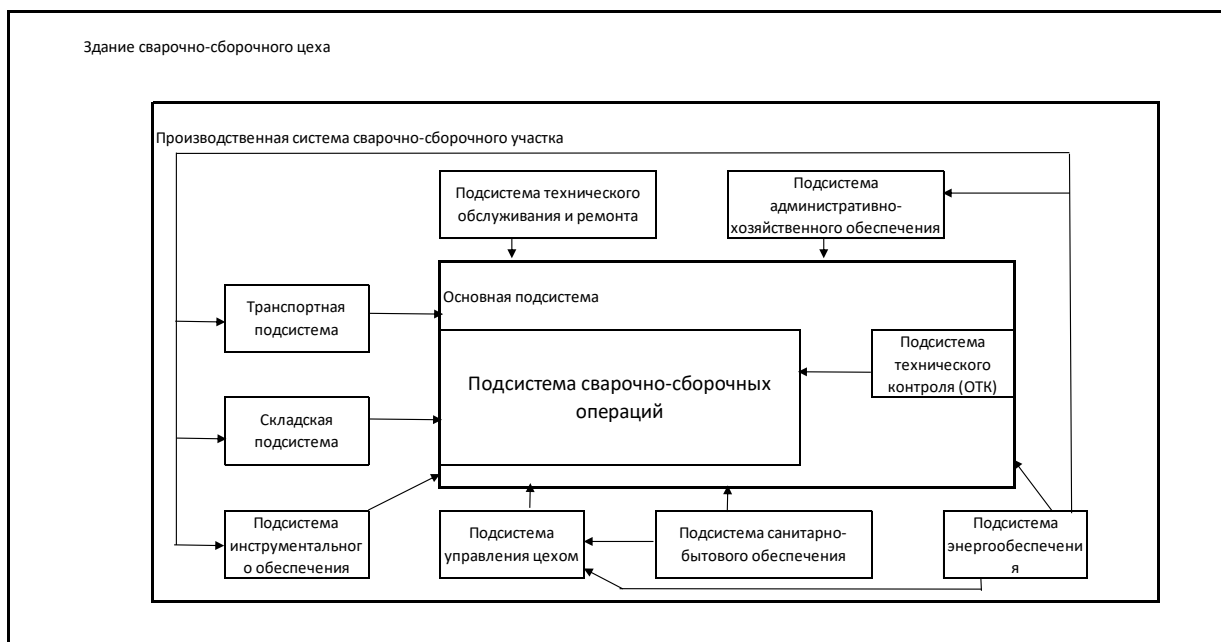 Здание сварочно-сборочного цеха
Производственная система сварочно-сборочного участка
Подсистема технического
обслуживания и ремонта
Подсистема
административно-
хозяйственного обеспечения
Транспортная
подсистема
Основная подсистема
Подсистема сварочно-сборочных
операций
Подсистема
технического
контроля (ОТК)
Складская
подсистема
Подсистема
инструментальног
о обеспечения
Подсистема
управления цехом
Подсистема санитарно-
бытового обеспечения
Подсистема
энергообеспечени
я